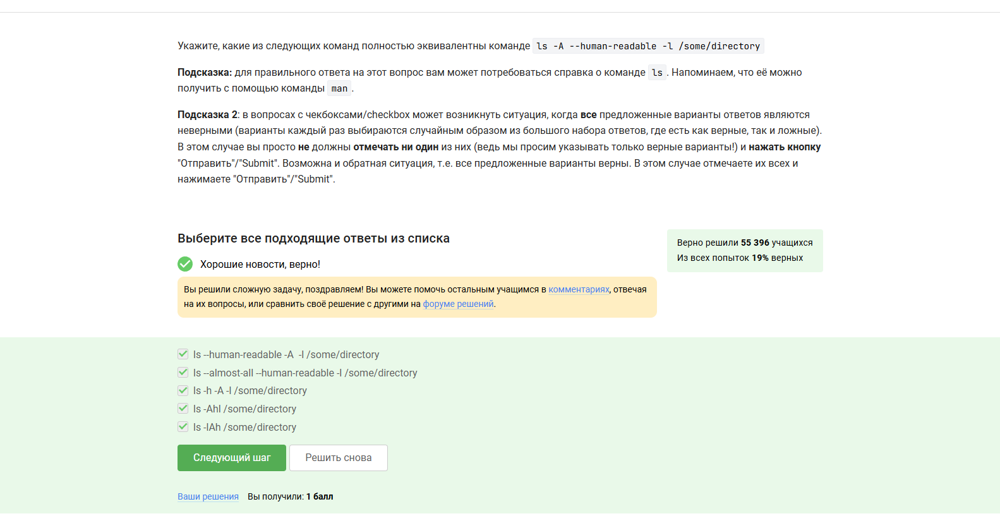 Укажите, какие из следующих команд полностью эквивалентны команде ls -A --human-readable -l /some/directory
Подсказка: для правильного ответа на этот вопрос вам может потребоваться справка о команде ls. Напоминаем, что её можно
получить с помощью команды man.
Подсказка 2: в вопросах с чекбоксами/checkbox может возникнуть ситуация, когда все предложенные варианты ответов являются
неверными (варианты каждый раз выбираются случайным образом из большого набора ответов, где есть как верные, так и ложные).
В этом случае вы просто не должны отмечать ни один из них (ведь мы просим указывать только верные варианты!) и нажать кнопку
"Отправить"/"Submit". Возможна и обратная ситуация, т.е. все предложенные варианты верны. В этом случае отмечаете их всех и
нажимаете "Отправить"/"Submit".
Выберите все подходящие ответы из списка
Верно решили 55 396 учащихся
Из всех попыток 19% верных
Хорошие новости, верно!
Вы решили сложную задачу, поздравляем! Вы можете помочь остальным учащимся в комментариях, отвечая
на их вопросы, или сравнить своё решение с другими на форуме решений.
ls --human-readable -A  -l /some/directory
ls --almost-all --human-readable -l /some/directory
ls -h -A -l /some/directory
ls -Ahl /some/directory
ls -lAh /some/directory
Следующий шаг Решить снова
Ваши решения Вы получили: 1 балл